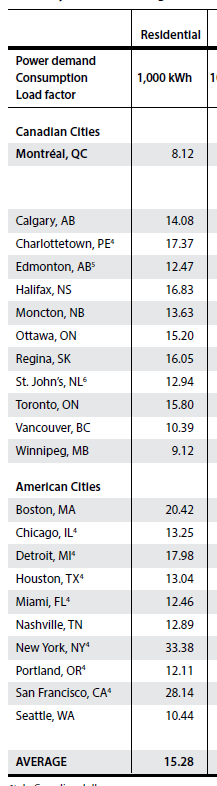 Residential
Power demand
Consumption 1,000 kWh 1
Load factor
Canadian Cities
Montréal, QC 8.12
Calgary, AB 14.08
Charlottetown, PE⁴ 17.37
Edmonton, AB⁵ 12.47
Halifax, NS 16.83
Moncton, NB 13.63
Ottawa, ON 15.20
Regina, SK 16.05
St. John’s, NL⁶ 12.94
Toronto, ON 15.80
Vancouver, BC 10.39
Winnipeg, MB 9.12
American Cities
Boston, MA 20.42
Chicago, IL⁴ 13.25
Detroit, MI⁴ 17.98
Houston, TX⁴ 13.04
Miami, FL⁴ 12.46
Nashville, TN 12.89
New York, NY⁴ 33.38
Portland, OR⁴ 12.11
San Francisco, CA⁴ 28.14
Seattle, WA 10.44
AVERAGE 15.28